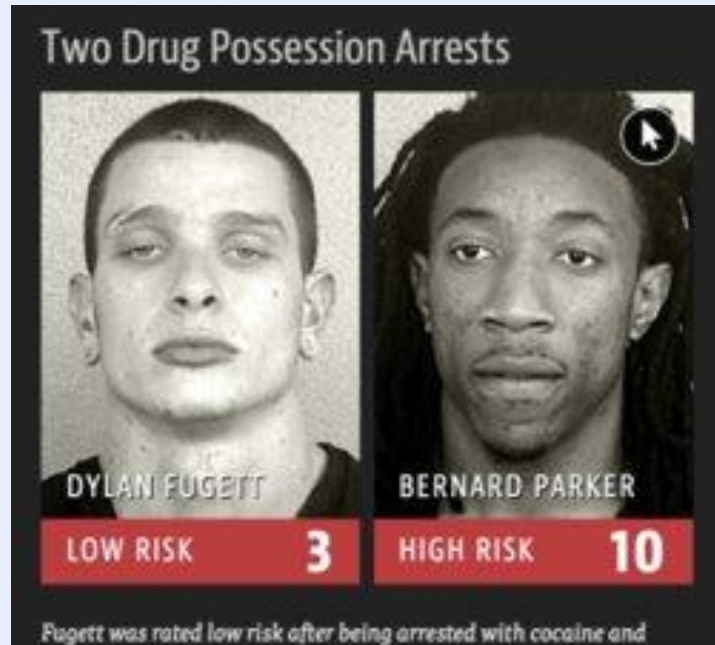 Two Drug Possession Arrests
DYLAN FUGETT
BERNARD PARKER
LOW RISK 3
HIGH RISK 10
Fugett was rated low risk after being arrested with cocaine and